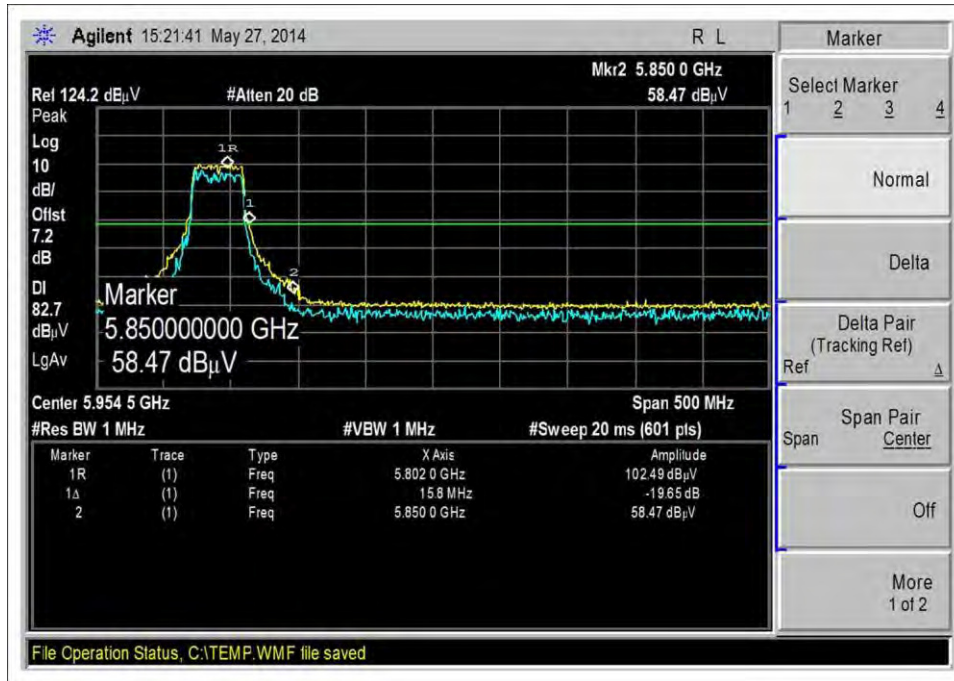 Agilent 15:21:41 May 27, 2014 R L
Mkr2 5.850 0 GHz
Ref 124.2 dBµV #Atten 20 dB 58.47 dBµV
Peak
Log
10
dB/
Offst
7.2
dB
DI
82.7
dBµV
LgAv
1R
1
2
Marker
5.850000000 GHz
58.47 dBµV
Center 5.954 5 GHz Span 500 MHz
#Res BW 1 MHz #VBW 1 MHz #Sweep 20 ms (601 pts)
Marker Trace Type X Axis Amplitude
1R (1) Freq 5.802 0 GHz 102.49 dBµV
1Δ (1) Freq 15.8 MHz -19.65 dB
2 (1) Freq 5.850 0 GHz 58.47 dBµV
File Operation Status, C:\TEMP.WMF file saved
Marker
Select Marker
1 2 3 4
Normal
Delta
Delta Pair
(Tracking Ref)
Ref Δ
Span Pair
Span Center
Off
More
1 of 2